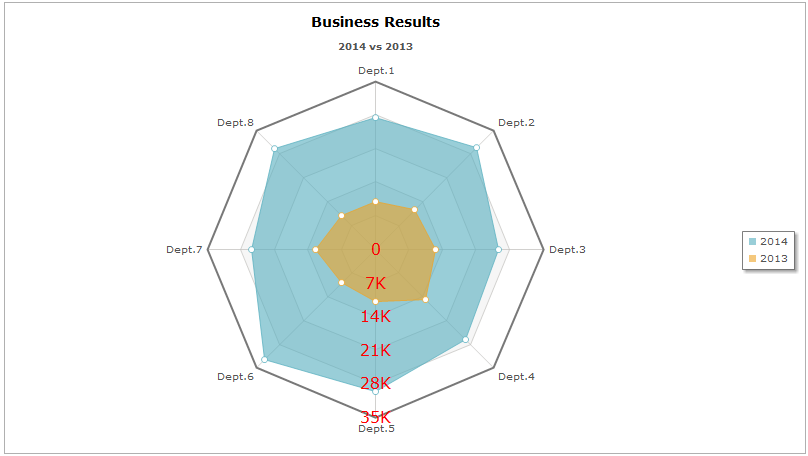 Business Results
2014 vs 2013
Dept.1
Dept.8
Dept.2
Dept.7
0
Dept.3
2014
2013
7K
14K
21K
Dept.6
Dept.4
28K
35K
Dept.5